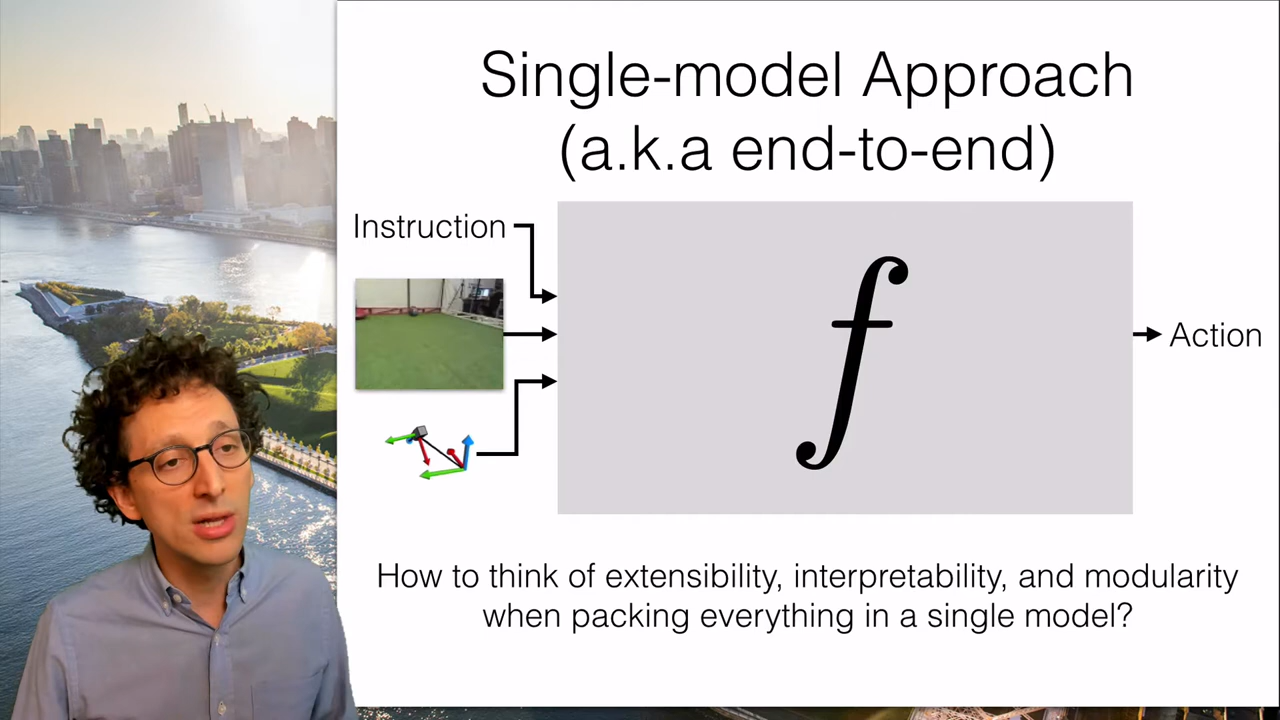 Single-model Approach
(a.k.a end-to-end)
Instruction
f
Action
How to think of extensibility, interpretability, and modularity
when packing everything in a single model?